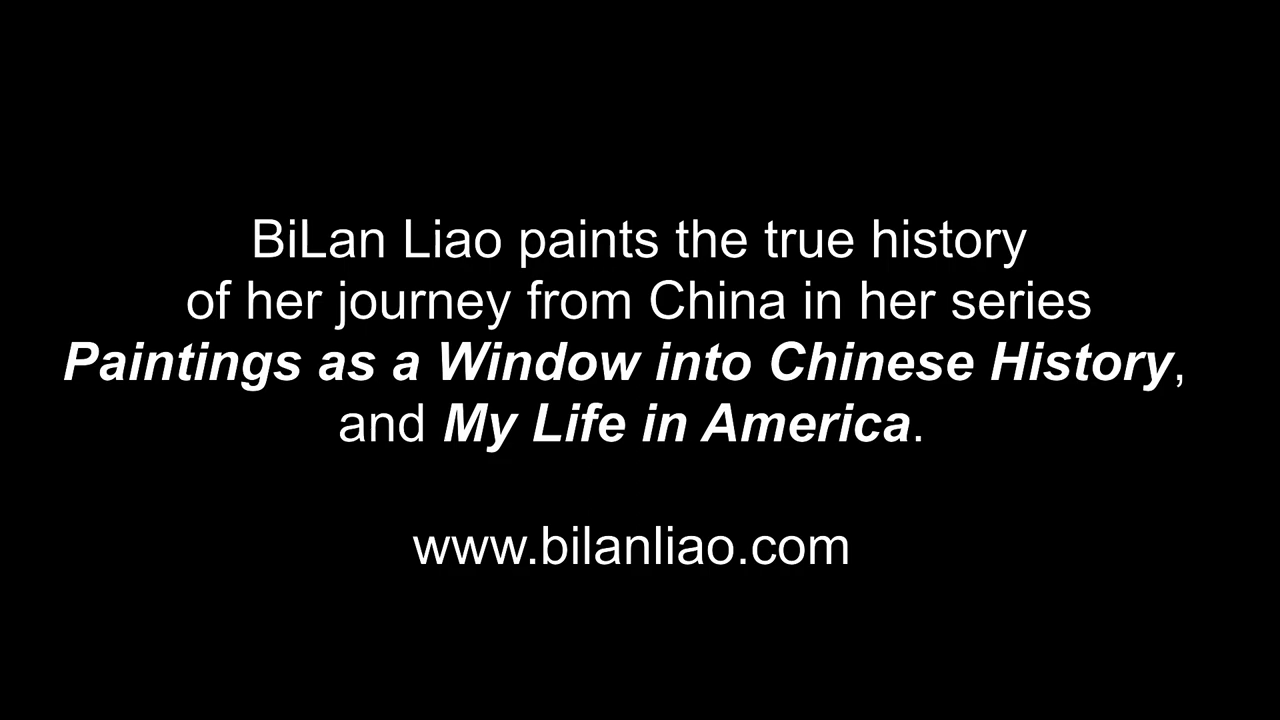 BiLan Liao paints the true history
of her journey from China in her series
Paintings as a Window into Chinese History,
and My Life in America.
www.bilanliao.com